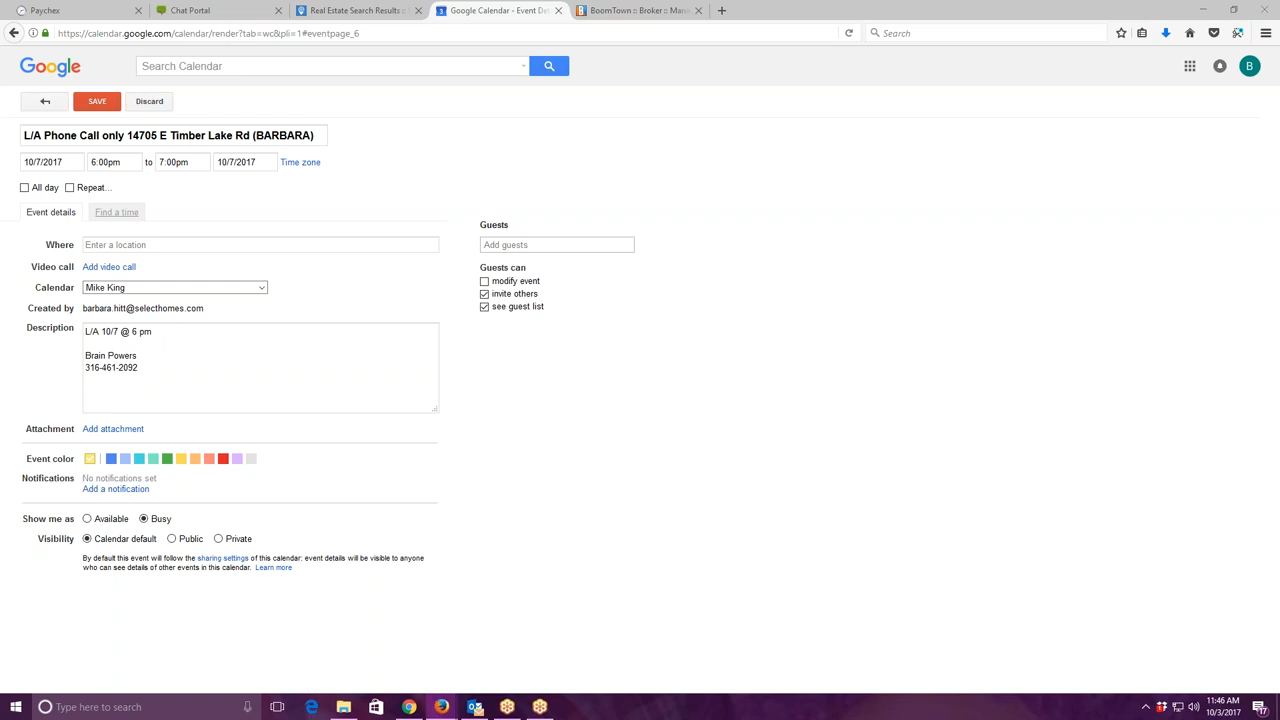 Paychex
Chat Portal
Real Estate Search Results ::
3 Google Calendar - Event De
BoomTown :: Broker :: Mana
https://calendar.google.com/calendar/render?tab=wc&pli=1#eventpage_6
Search
Google
Search Calendar
B
SAVE
Discard
L/A Phone Call only 14705 E Timber Lake Rd (BARBARA)
10/7/2017 6:00pm to 7:00pm 10/7/2017 Time zone
All day Repeat...
Event details Find a time
Where Enter a location
Video call Add video call
Calendar Mike King
Created by barbara.hitt@selecthomes.com
Description L/A 10/7 @ 6 pm
Brain Powers
316-461-2092
Attachment Add attachment
Event color
Notifications No notifications set
Add a notification
Show me as Available Busy
Visibility Calendar default Public Private
By default this event will follow the sharing settings of this calendar: event details will be visible to anyone
who can see details of other events in this calendar. Learn more
Guests
Add guests
Guests can
modify event
invite others
see guest list
Type here to search
11:46 AM
10/3/2017
17